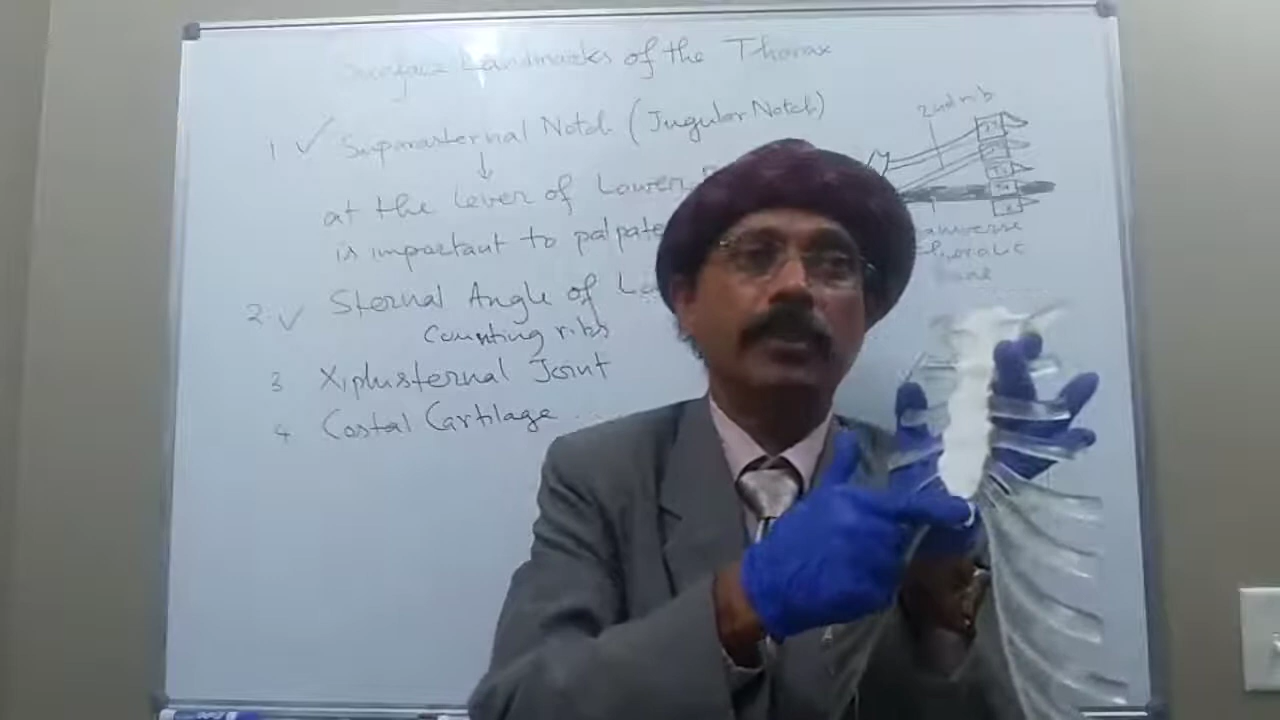 Surface Landmarks of the Thorax
1 ✓ Suprasternal Notch (Jugular Notch)
↓
at the level of Lower
is important to palpate
2 ✓ Sternal Angle of
Counting ribs
3 Xiphisternal Joint
4 Costal Cartilage ....
2nd rib